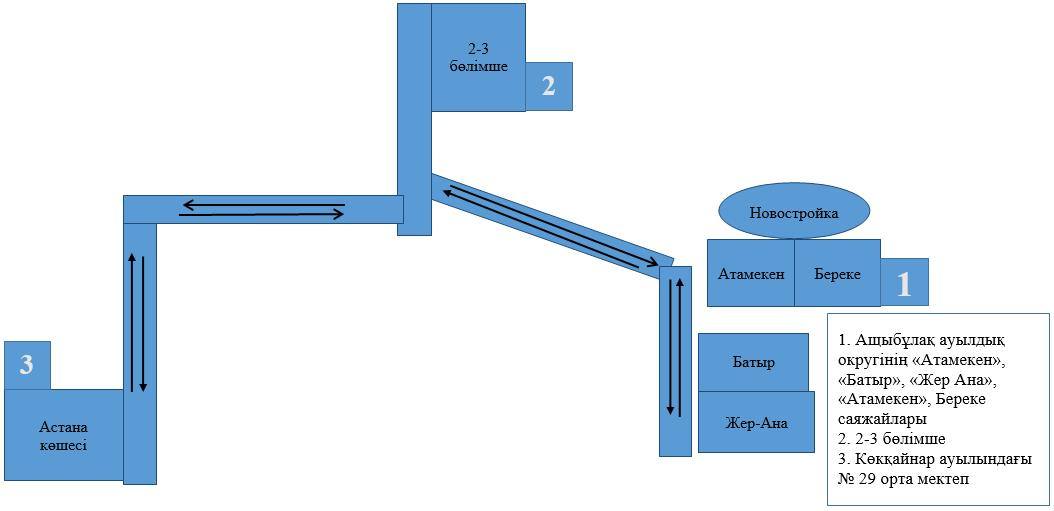 2-3
бөлімше
2
Новостройка
Атамекен
Береке
1
Батыр
Жер-Ана
3
Астана
көшесі
1. Ащыбұлақ ауылдық
округінің «Атамекен»,
«Батыр», «Жер Ана»,
«Атамекен», Береке
саяжайлары
2. 2-3 бөлімше
3. Көкқайнар ауылындағы
№ 29 орта мектеп